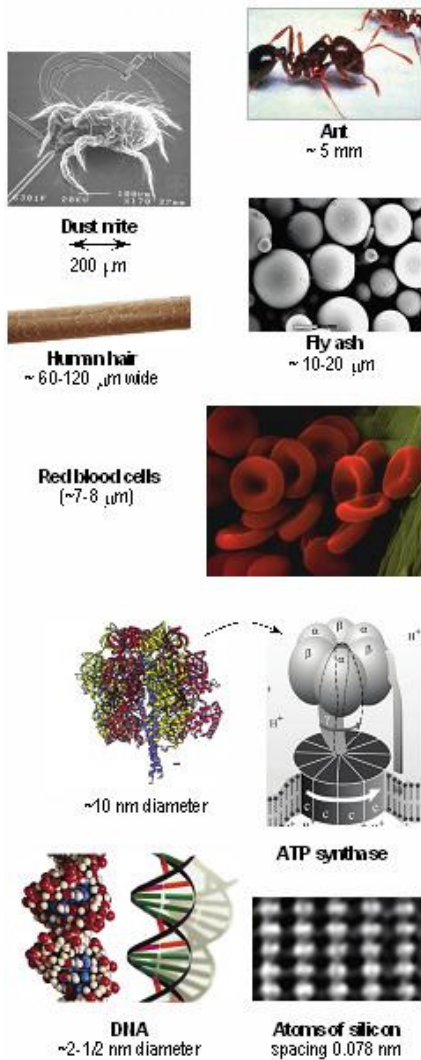 Ant
~ 5 mm
Dust mite
200 μm
Human hair
~ 60-120 μm wide
Fly ash
~ 10-20 μm
Red blood cells
(~7-8 μm)
α
β
β
α
α
β
H+
H+
γ
c
c
c
c
~10 nm diameter
ATP synthase
DNA
~2-1/2 nm diameter
Atoms of silicon
spacing 0.078 nm